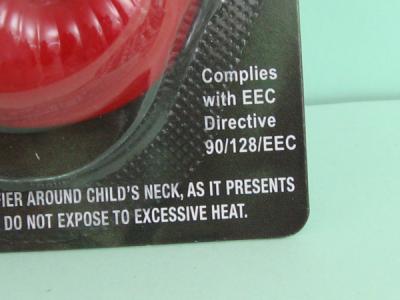 Complies
with EEC
Directive
90/128/EEC
AROUND CHILD'S NECK, AS IT PRESENTS
DO NOT EXPOSE TO EXCESSIVE HEAT.